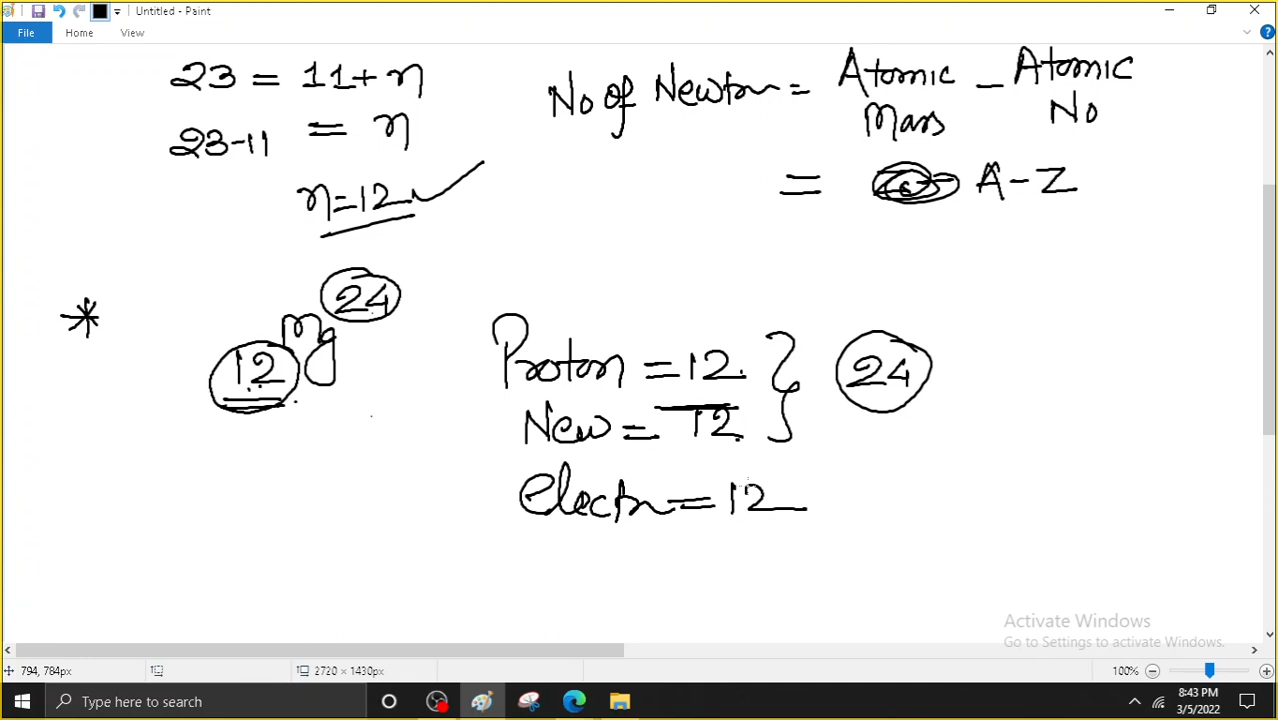 Untitled - Paint
File Home View
23 = 11 + n
23-11 = n
n=12
No of Newton = Atomic Mass - Atomic No
= A - Z
*
12 Mg 24
Proton = 12
New = 12
24
Electn = 12
Activate Windows
Go to Settings to activate Windows.
794, 784px
2720 × 1430px
100%
Type here to search
8:43 PM
3/5/2022